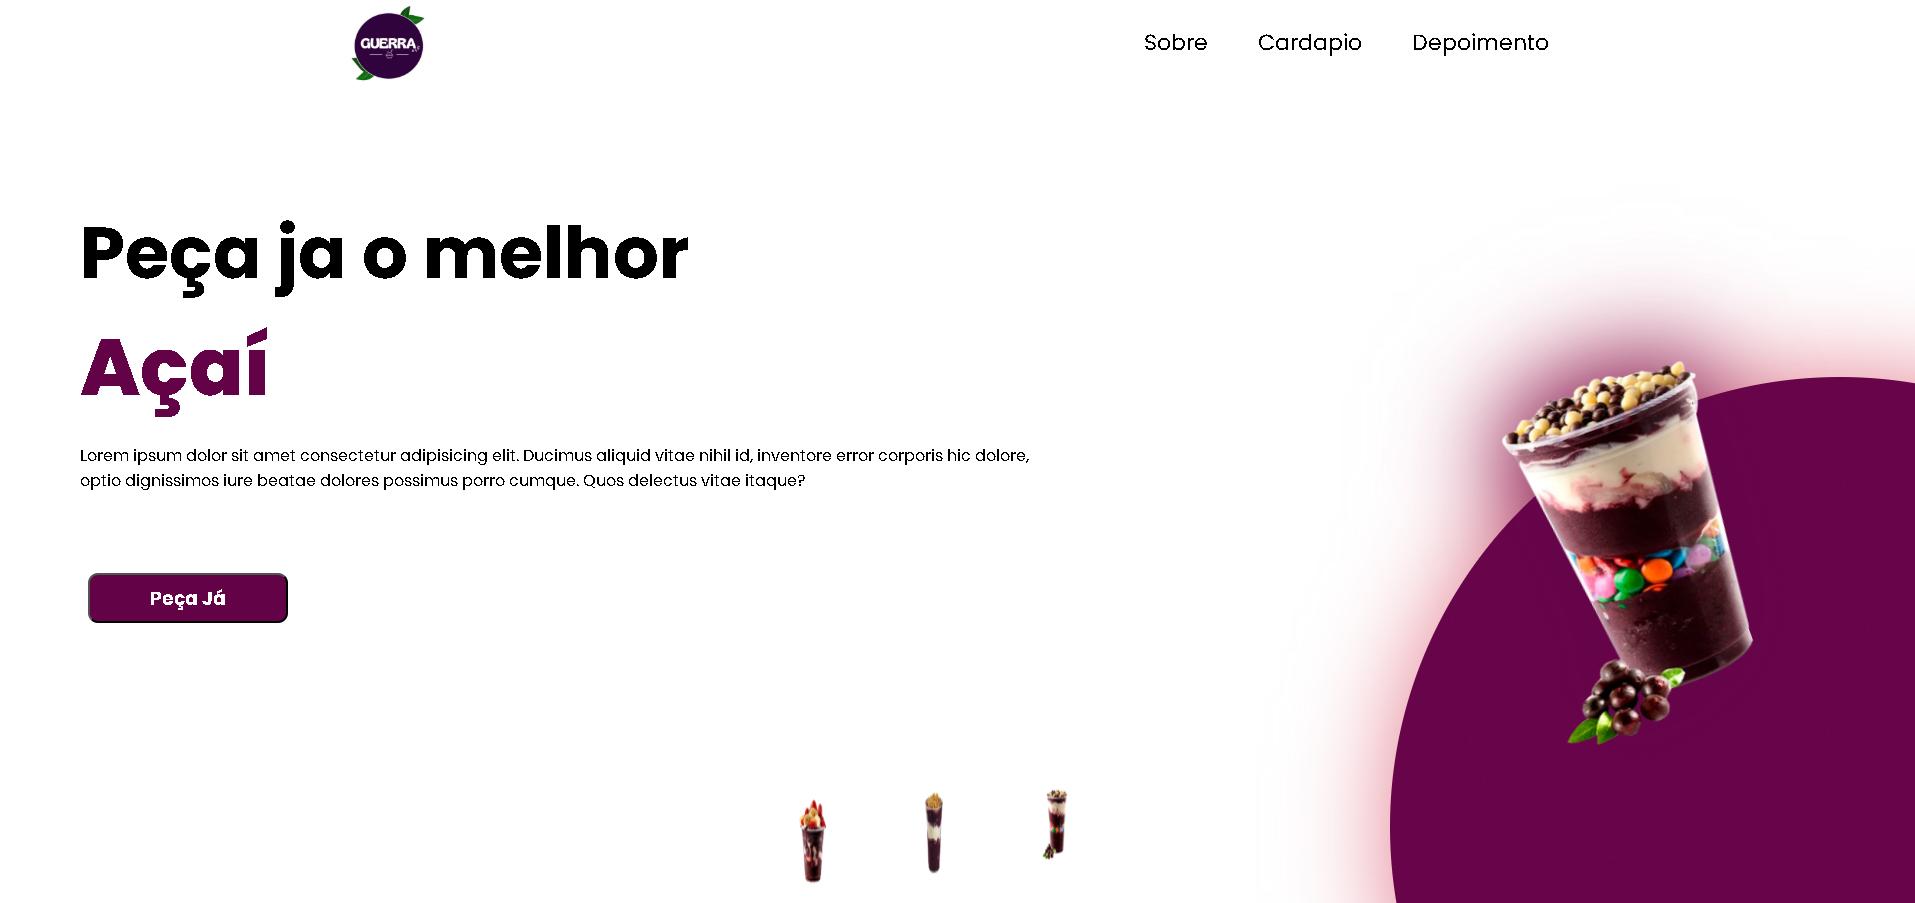 GUERRA
Sobre
Cardapio
Depoimento
Peça ja o melhor
Açaí
Lorem ipsum dolor sit amet consectetur adipisicing elit. Ducimus aliquid vitae nihil id, inventore error corporis hic dolore,
optio dignissimos iure beatae dolores possimus porro cumque. Quos delectus vitae itaque?
Peça Já